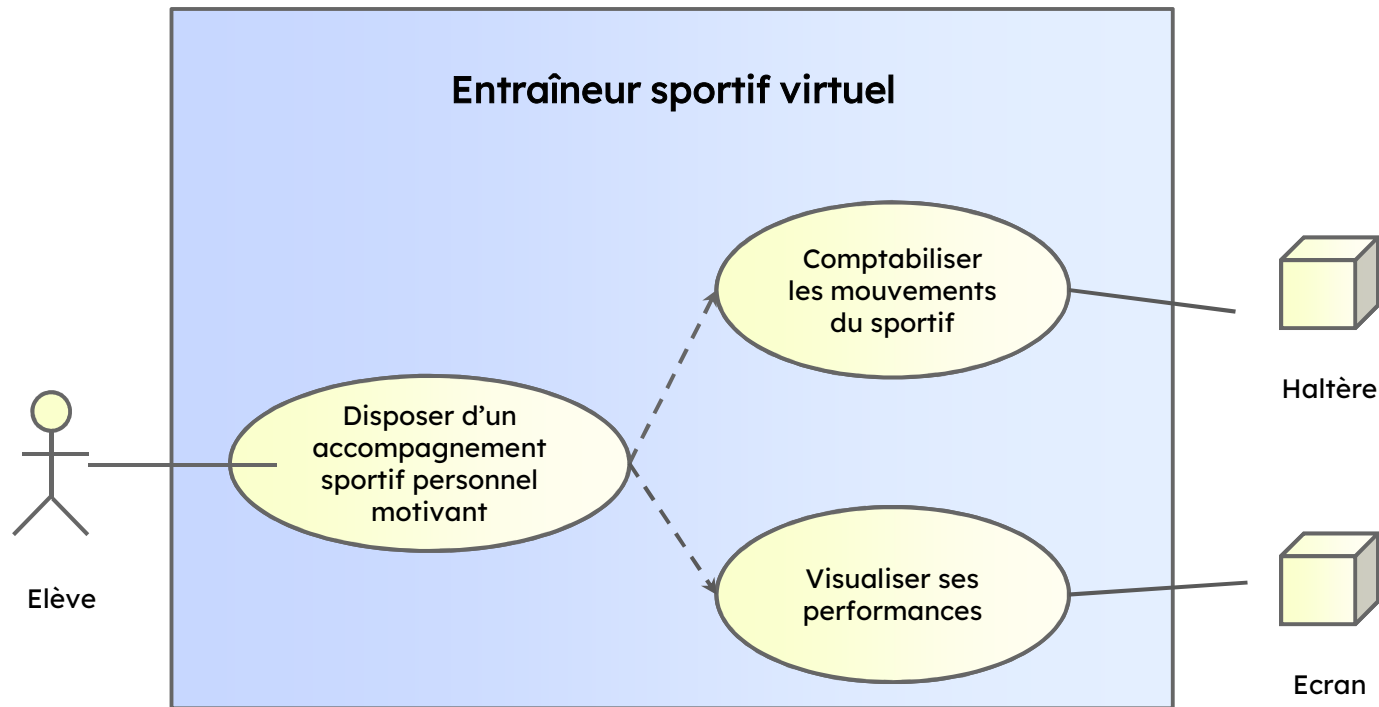 Entraîneur sportif virtuel
Comptabiliser
les mouvements
du sportif
Haltère
Disposer d’un
accompagnement
sportif personnel
motivant
Elève
Visualiser ses
performances
Ecran